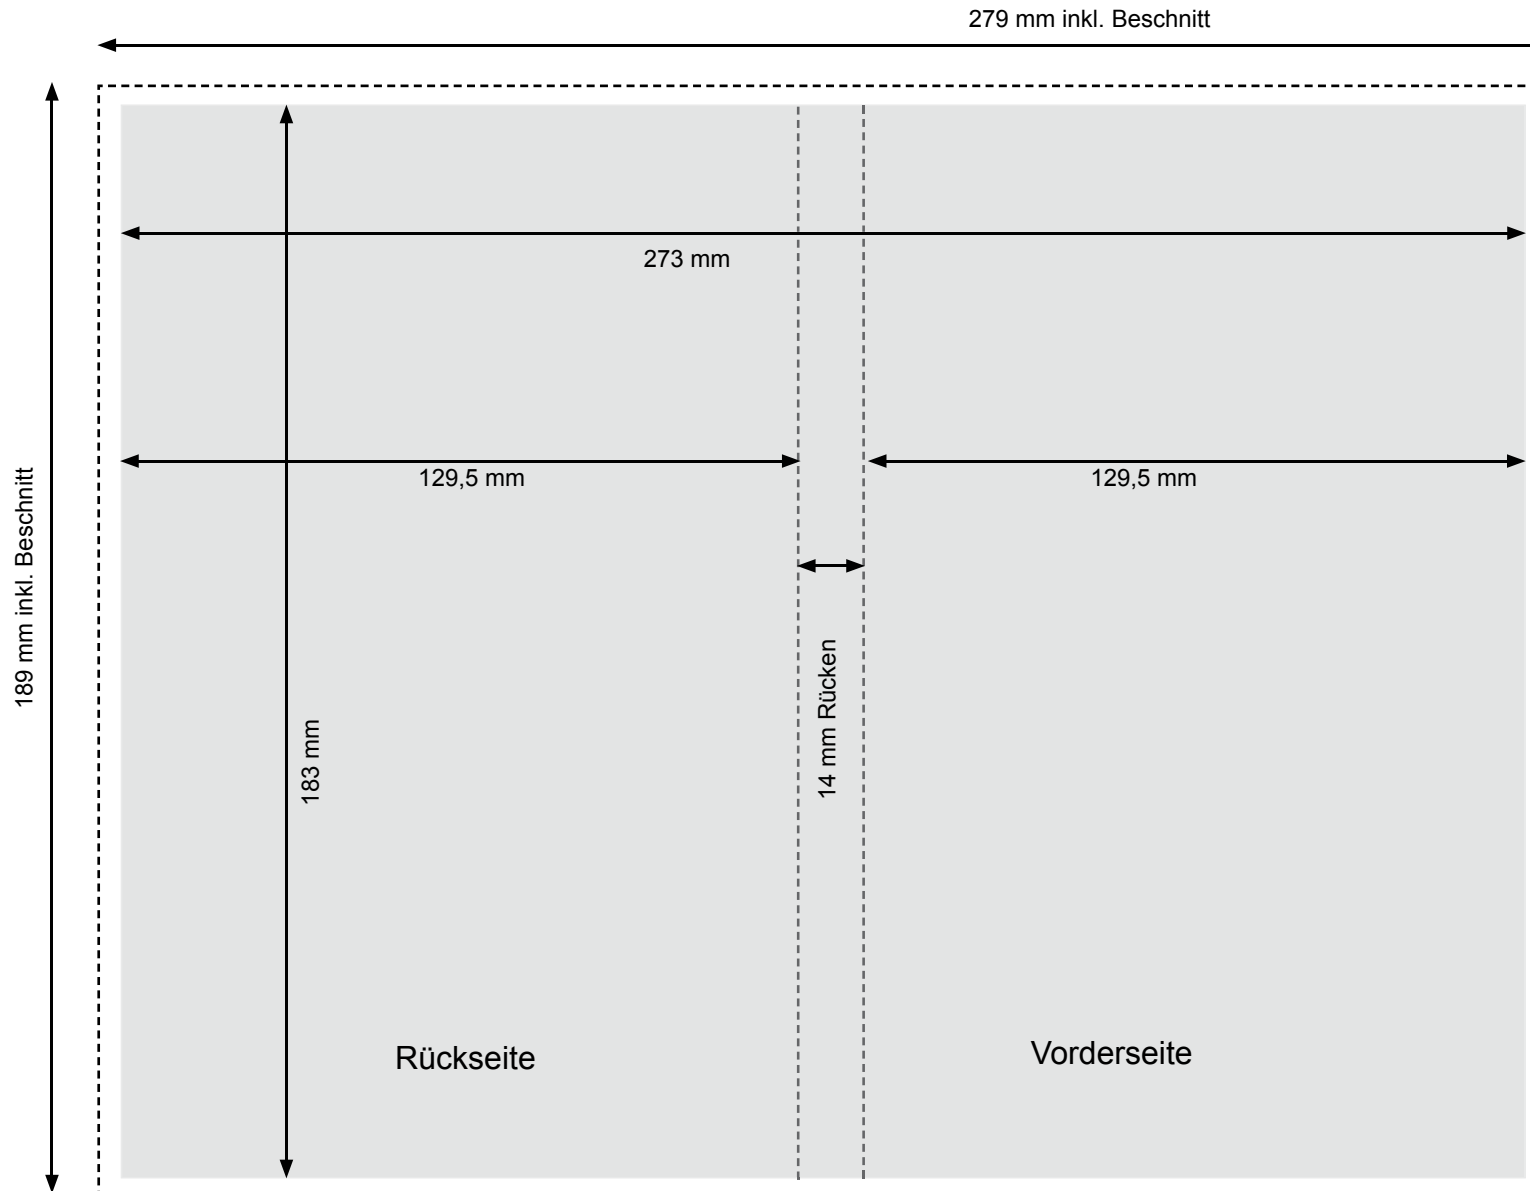 279 mm inkl. Beschnitt
273 mm
129,5 mm
129,5 mm
189 mm inkl. Beschnitt
14 mm Rücken
183 mm
Rückseite
Vorderseite